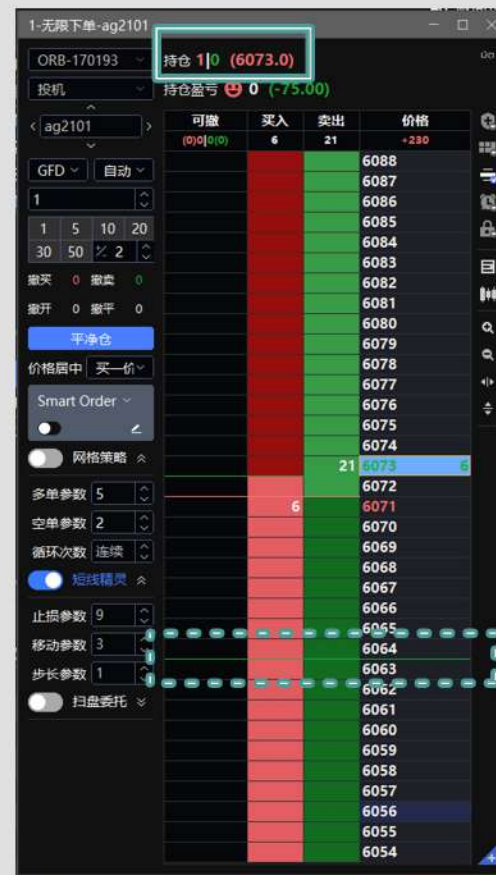 1-无限下单-ag2101
ORB-170193
持仓 1|0 (6073.0)
投机
持仓盈亏 0 (-75.00)
ag2101
可撤 买入 卖出 价格
(0)0|0(0) 6 21 +230
GFD 自动
1
1 5 10 20
30 50 2
撤买 0 撤卖 0
撤开 0 撤平 0
平净仓
价格居中 买一价
Smart Order
网格策略
多单参数 5
空单参数 2
循环次数 连续
短线精灵
止损参数 9
移动参数 3
步长参数 1
扫盘委托
6088
6087
6086
6085
6084
6083
6082
6081
6080
6079
6078
6077
6076
6075
6074
21 6073 6
6072
6 6071
6070
6069
6068
6067
6066
6065
6064
6063
6062
6061
6060
6059
6058
6057
6056
6055
6054